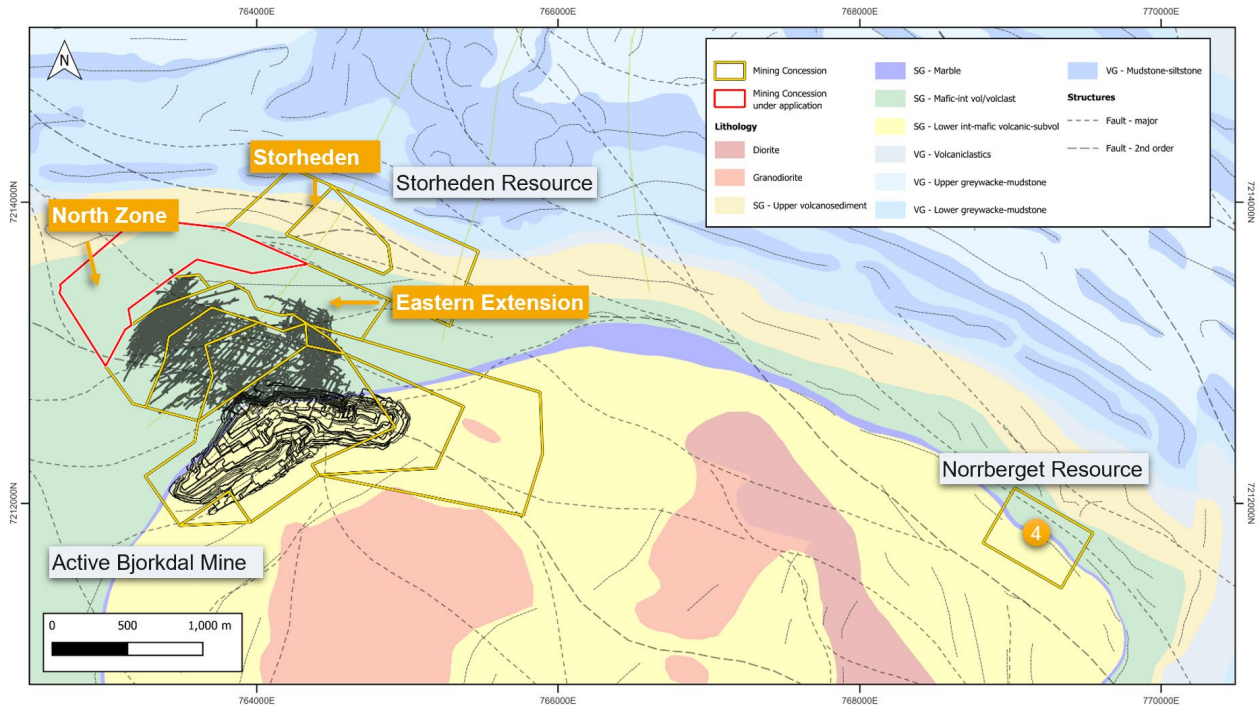 764000E
766000E
768000E
770000E
N
Mining Concession
Mining Concession
under application
Lithology
Diorite
Granodiorite
SG - Upper volcanosediment
SG - Marble
SG - Mafic-int vol/volclast
SG - Lower int-mafic volcanic-subvol
VG - Volcaniclastics
VG - Upper greywacke-mudstone
VG - Lower greywacke-mudstone
VG - Mudstone-siltstone
Structures
Fault - major
Fault - 2nd order
Storheden
Storheden Resource
7214000N
7214000N
North Zone
Eastern Extension
Norrberget Resource
4
7212000N
7212000N
Active Bjorkdal Mine
0 500 1,000 m
764000E
766000E
768000E
770000E